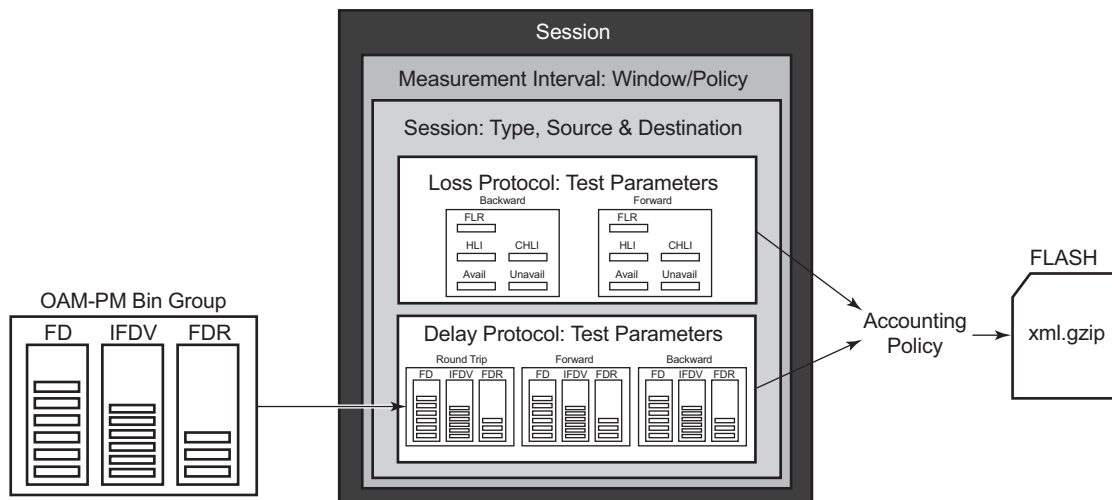 Session
Measurement Interval: Window/Policy
Session: Type, Source & Destination
Loss Protocol: Test Parameters
Backward
Forward
FLR
FLR
HLI
CHLI
HLI
CHLI
Avail
Unavail
Avail
Unavail
OAM-PM Bin Group
FD
IFDV
FDR
Delay Protocol: Test Parameters
Round Trip
Forward
Backward
FD
IFDV
FDR
FD
IFDV
FDR
FD
IFDV
FDR
Accounting
Policy
FLASH
xml.gzip